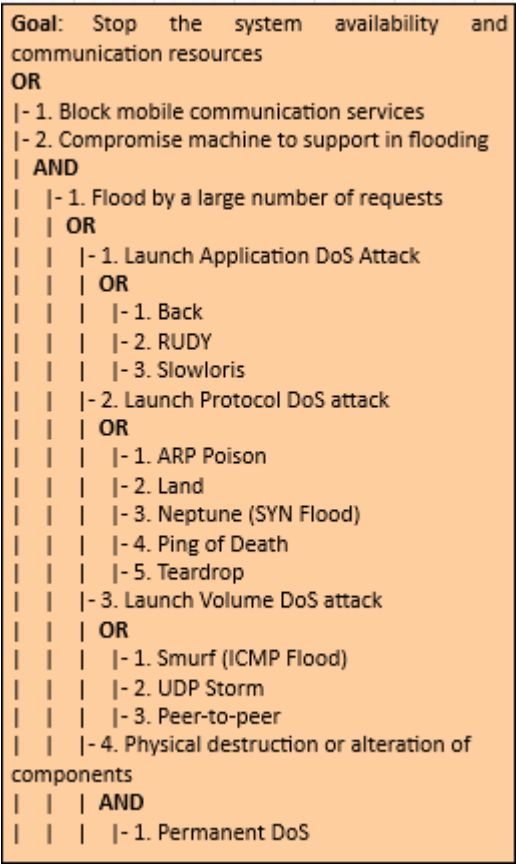 Goal: Stop the system availability and
communication resources
OR
|- 1. Block mobile communication services
|- 2. Compromise machine to support in flooding
| AND
| |- 1. Flood by a large number of requests
| | OR
| | |- 1. Launch Application DoS Attack
| | | OR
| | | |- 1. Back
| | | |- 2. RUDY
| | | |- 3. Slowloris
| | |- 2. Launch Protocol DoS attack
| | | OR
| | | |- 1. ARP Poison
| | | |- 2. Land
| | | |- 3. Neptune (SYN Flood)
| | | |- 4. Ping of Death
| | | |- 5. Teardrop
| | |- 3. Launch Volume DoS attack
| | | OR
| | | |- 1. Smurf (ICMP Flood)
| | | |- 2. UDP Storm
| | | |- 3. Peer-to-peer
| | |- 4. Physical destruction or alteration of
components
| | | AND
| | | |- 1. Permanent DoS